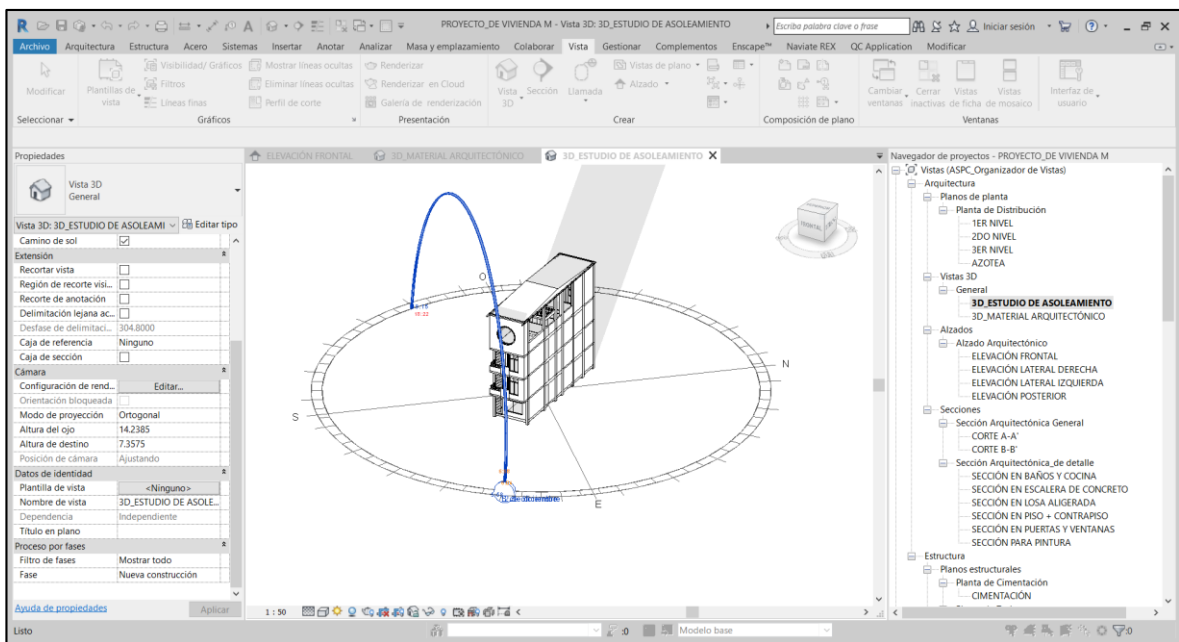 PROYECTO_DE VIVIENDA M - Vista 3D: 3D_ESTUDIO DE ASOLEAMIENTO
Escriba palabra clave o frase
Iniciar sesión
Archivo Arquitectura Estructura Acero Sistemas Insertar Anotar Analizar Masa y emplazamiento Colaborar Vista Gestionar Complementos Enscape™ Naviate REX QC Application Modificar
Modificar
Plantillas de vista
Visibilidad/ Gráficos
Filtros
Líneas finas
Mostrar líneas ocultas
Eliminar líneas ocultas
Perfil de corte
Renderizar
Renderizar en Cloud
Galería de renderización
Vista 3D
Sección
Llamada
Vistas de plano
Alzado
Cambiar ventanas
Cerrar inactivas
Vistas de ficha
Vistas de mosaico
Interfaz de usuario
Seleccionar
Gráficos
Presentación
Crear
Composición de plano
Ventanas
Propiedades
Vista 3D
General
Vista 3D: 3D_ESTUDIO DE ASOLEAMI
Editar tipo
Camino de sol
Extensión
Recortar vista
Región de recorte visi...
Recorte de anotación
Delimitación lejana ac...
Desfase de delimitaci... 304.8000
Caja de referencia Ninguno
Caja de sección
Cámara
Configuración de rend... Editar...
Orientación bloqueada
Modo de proyección Ortogonal
Altura del ojo 14.2385
Altura de destino 7.3575
Posición de cámara Ajustando
Datos de identidad
Plantilla de vista <Ninguno>
Nombre de vista 3D_ESTUDIO DE ASOLE...
Dependencia Independiente
Título en plano
Proceso por fases
Filtro de fases Mostrar todo
Fase Nueva construcción
Ayuda de propiedades
Aplicar
ELEVACIÓN FRONTAL
3D_MATERIAL ARQUITECTÓNICO
3D_ESTUDIO DE ASOLEAMIENTO
FRONTAL
O
N
S
E
1 : 50
Navegador de proyectos - PROYECTO_DE VIVIENDA M
Vistas (ASPC_Organizador de Vistas)
Arquitectura
Planos de planta
Planta de Distribución
1ER NIVEL
2DO NIVEL
3ER NIVEL
AZOTEA
Vistas 3D
General
3D_ESTUDIO DE ASOLEAMIENTO
3D_MATERIAL ARQUITECTÓNICO
Alzados
Alzado Arquitectónico
ELEVACIÓN FRONTAL
ELEVACIÓN LATERAL DERECHA
ELEVACIÓN LATERAL IZQUIERDA
ELEVACIÓN POSTERIOR
Secciones
Sección Arquitectónica General
CORTE A-A'
CORTE B-B'
Sección Arquitectónica_de detalle
SECCIÓN EN BAÑOS Y COCINA
SECCIÓN EN ESCALERA DE CONCRETO
SECCIÓN EN LOSA ALIGERADA
SECCIÓN EN PISO + CONTRAPISO
SECCIÓN EN PUERTAS Y VENTANAS
SECCIÓN PARA PINTURA
Estructura
Planos estructurales
Planta de Cimentación
CIMENTACIÓN
Listo
:0
Modelo base
:0